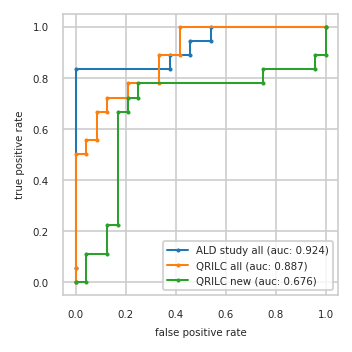 1.0
0.8
0.6
0.4
0.2
0.0
true positive rate
ALD study all (auc: 0.924)
QRILC all (auc: 0.887)
QRILC new (auc: 0.676)
0.0 0.2 0.4 0.6 0.8 1.0
false positive rate